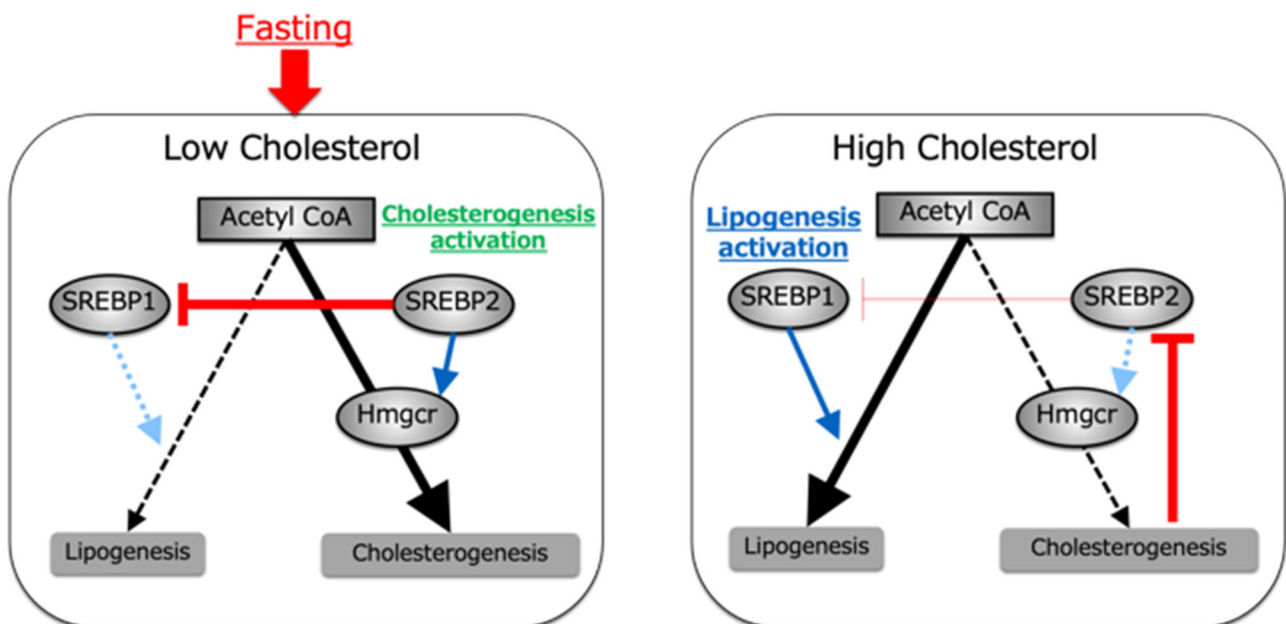 Fasting
Low Cholesterol
Acetyl CoA
Cholesterogenesis
activation
SREBP1
SREBP2
Hmgcr
Lipogenesis
Cholesterogenesis
High Cholesterol
Acetyl CoA
Lipogenesis
activation
SREBP1
SREBP2
Hmgcr
Lipogenesis
Cholesterogenesis